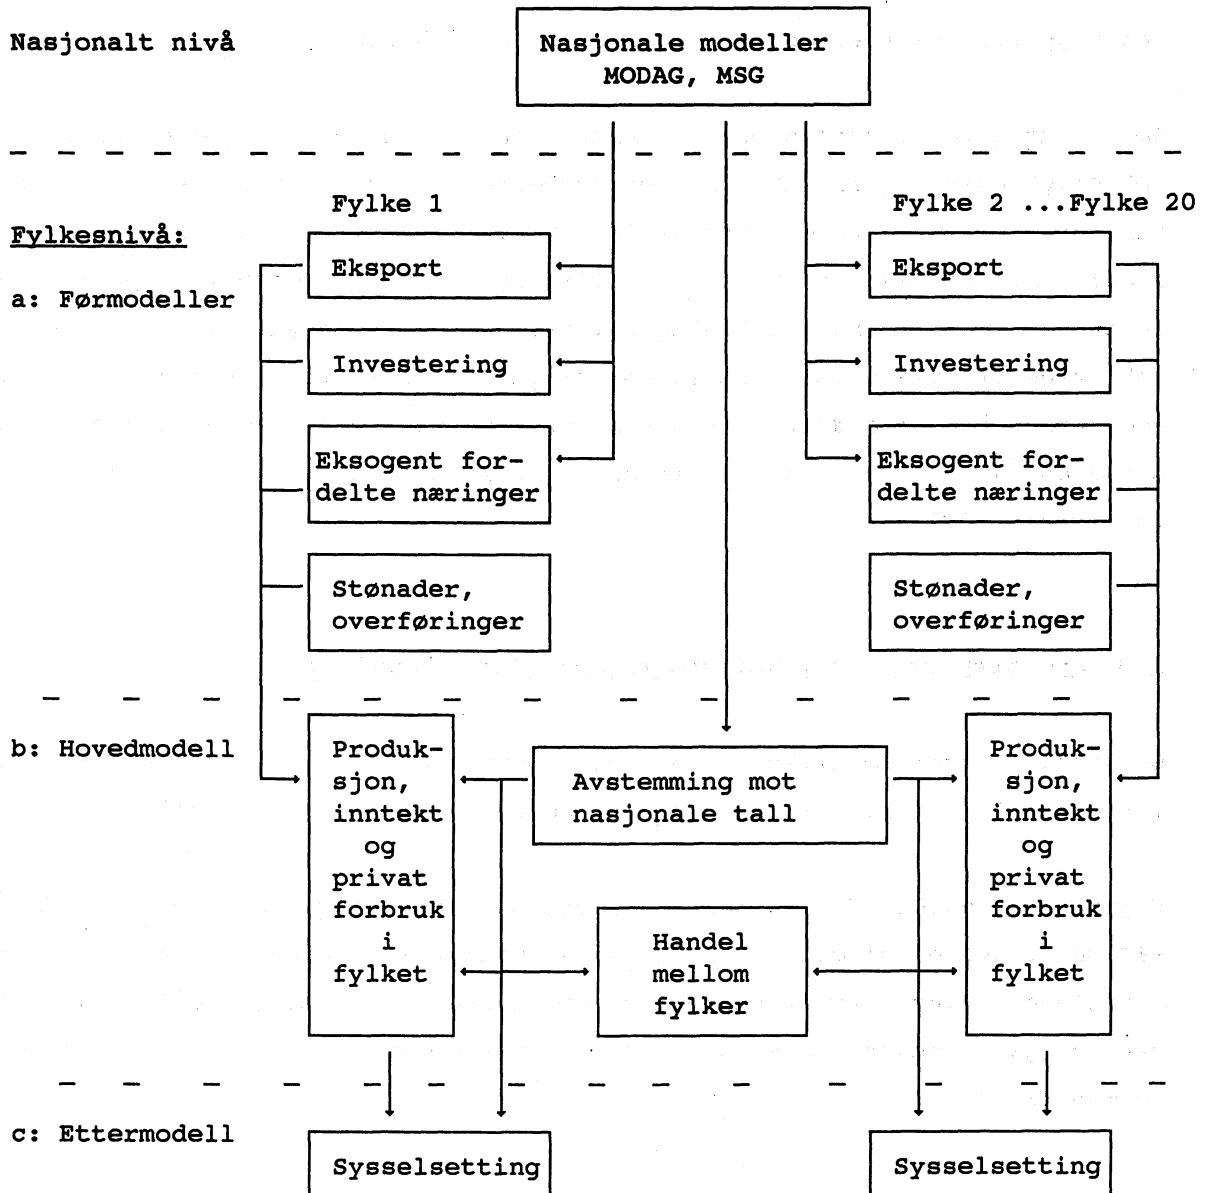 Nasjonalt nivå
Nasjonale modeller
MODAG, MSG
Fylke 1
Fylke 2 ...Fylke 20
Fylkesnivå:
a: Førmodeller
Eksport
Investering
Eksogent for-
delte næringer
Stønader,
overføringer
Eksport
Investering
Eksogent for-
delte næringer
Stønader,
overføringer
b: Hovedmodell
Produk-
sjon,
inntekt
og
privat
forbruk
i
fylket
Avstemming mot
nasjonale tall
Handel
mellom
fylker
Produk-
sjon,
inntekt
og
privat
forbruk
i
fylket
c: Ettermodell
Sysselsetting
Sysselsetting